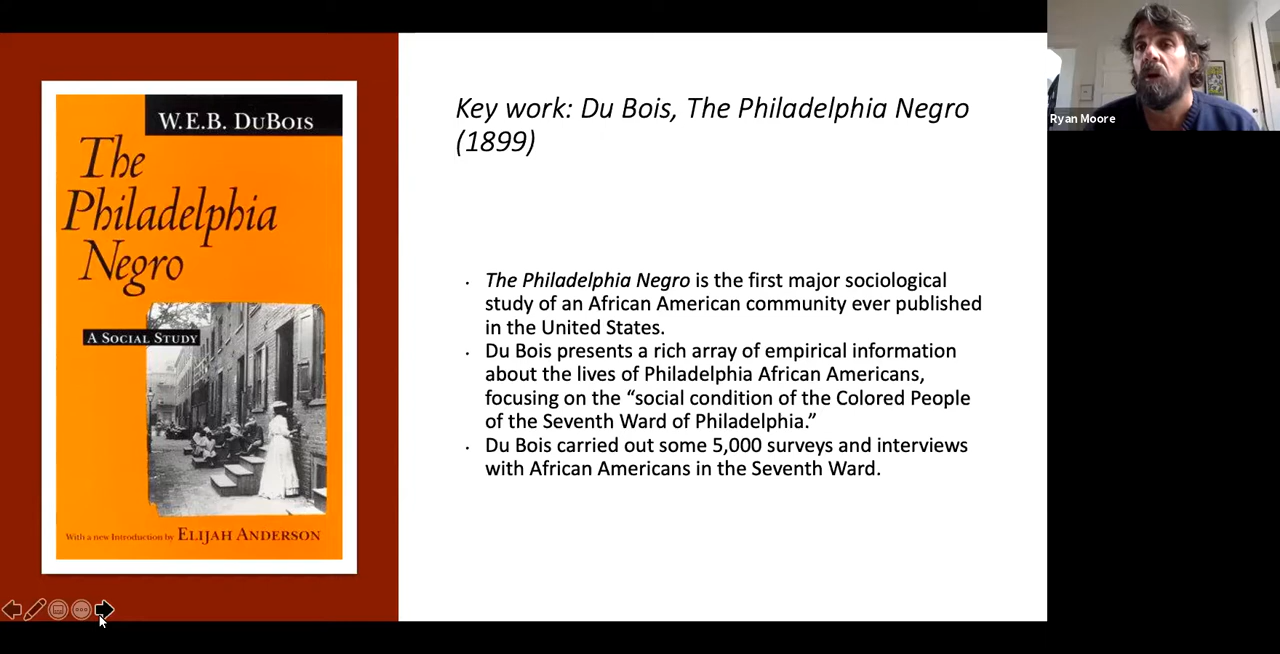 W.E.B. DuBois
The
Philadelphia
Negro
A Social Study
With a new Introduction by Elijah Anderson
Key work: Du Bois, The Philadelphia Negro
(1899)
· The Philadelphia Negro is the first major sociological
study of an African American community ever published
in the United States.
· Du Bois presents a rich array of empirical information
about the lives of Philadelphia African Americans,
focusing on the “social condition of the Colored People
of the Seventh Ward of Philadelphia.”
· Du Bois carried out some 5,000 surveys and interviews
with African Americans in the Seventh Ward.
Ryan Moore